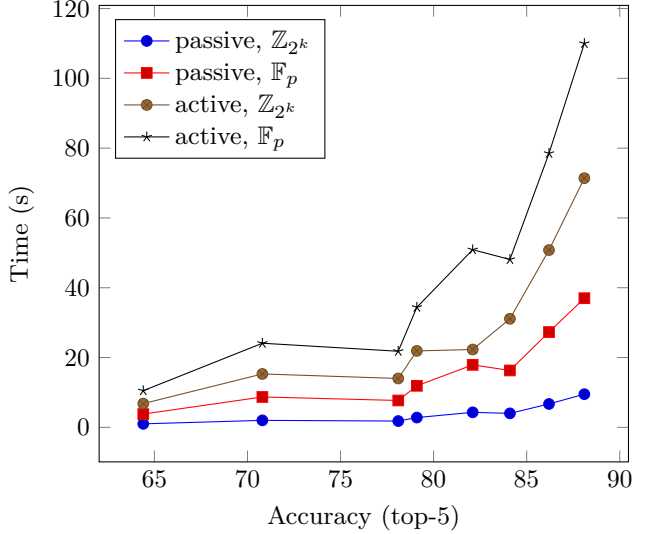 120
100
80
60
40
20
0
Time (s)
passive, ℤ_{2^k}
passive, 𝔽_p
active, ℤ_{2^k}
active, 𝔽_p
65 70 75 80 85 90
Accuracy (top-5)